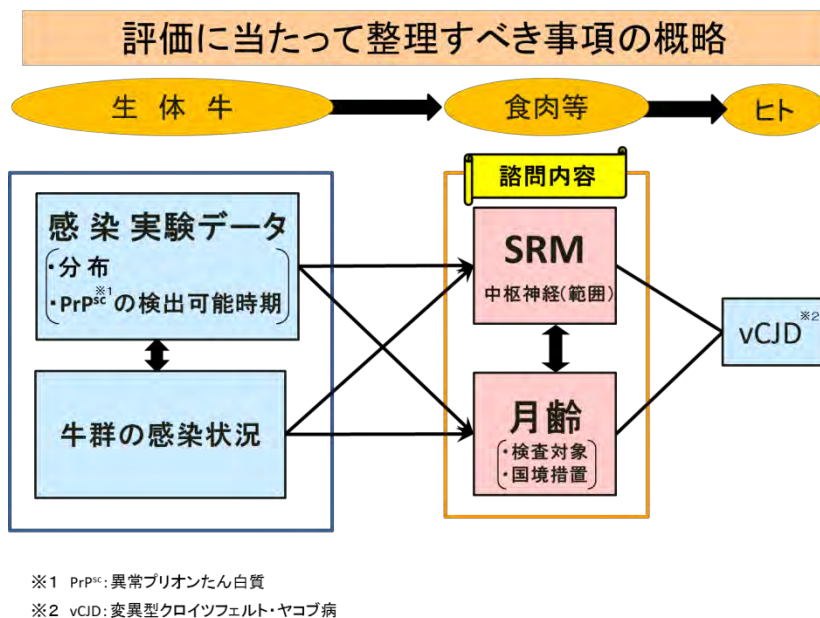 評価に当たって整理すべき事項の概略
生 体 牛
食肉等
ヒト
諮問内容
感 染 実験データ
・分 布
・PrPsc※1の検出可能時期
牛群の感染状況
SRM
中枢神経(範囲)
月齢
・検査対象
・国境措置
vCJD※2
※1 PrPsc:異常プリオンたん白質
※2 vCJD:変異型クロイツフェルト・ヤコブ病